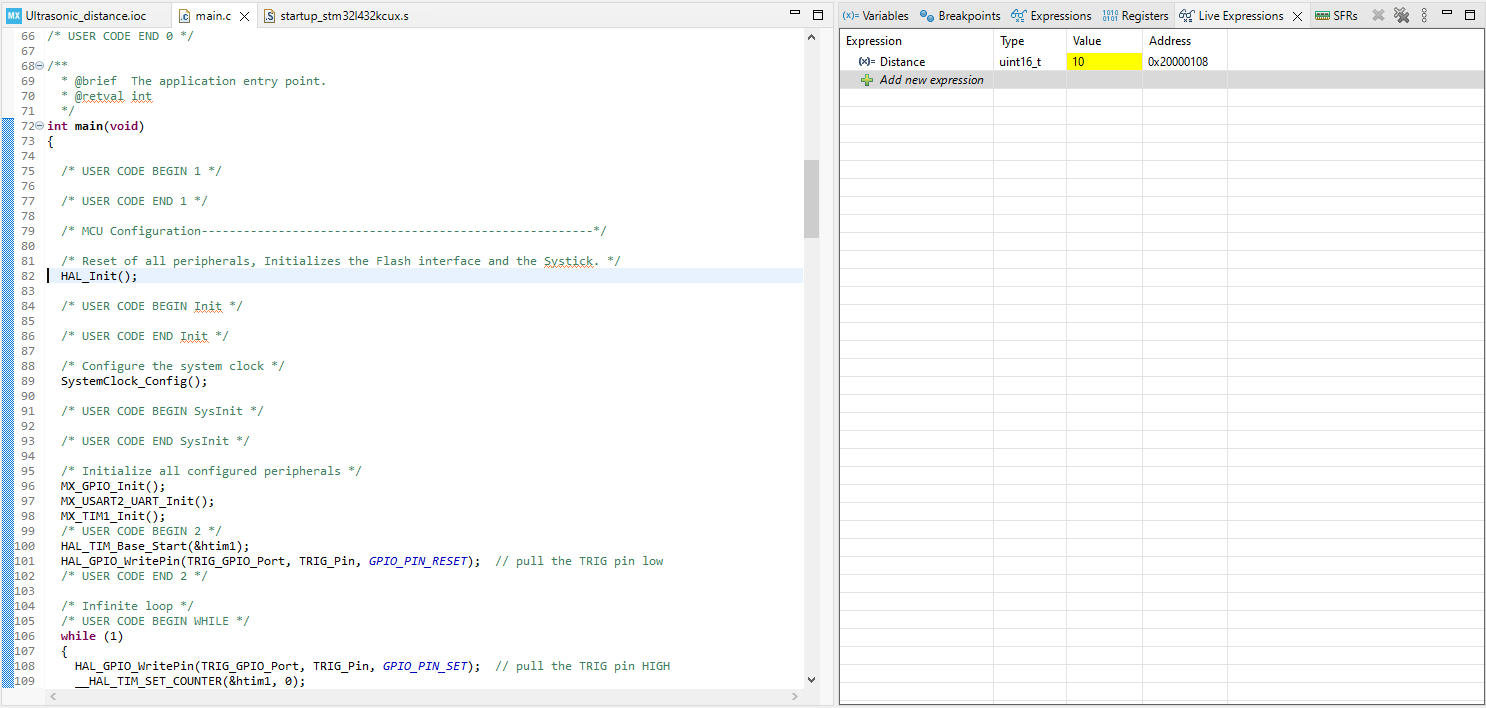 MX Ultrasonic_distance.ioc
main.c
startup_stm32l432kcux.s
66 /* USER CODE END 0 */
67
68 /**
69 * @brief  The application entry point.
70 * @retval int
71 */
72 int main(void)
73 {
74
75 /* USER CODE BEGIN 1 */
76
77 /* USER CODE END 1 */
78
79 /* MCU Configuration--------------------------------------------------------*/
80
81 /* Reset of all peripherals, Initializes the Flash interface and the Systick. */
82 HAL_Init();
83
84 /* USER CODE BEGIN Init */
85
86 /* USER CODE END Init */
87
88 /* Configure the system clock */
89 SystemClock_Config();
90
91 /* USER CODE BEGIN SysInit */
92
93 /* USER CODE END SysInit */
94
95 /* Initialize all configured peripherals */
96 MX_GPIO_Init();
97 MX_USART2_UART_Init();
98 MX_TIM1_Init();
99 /* USER CODE BEGIN 2 */
100 HAL_TIM_Base_Start(&htim1);
101 HAL_GPIO_WritePin(TRIG_GPIO_Port, TRIG_Pin, GPIO_PIN_RESET);  // pull the TRIG pin low
102 /* USER CODE END 2 */
103
104 /* Infinite loop */
105 /* USER CODE BEGIN WHILE */
106 while (1)
107 {
108 HAL_GPIO_WritePin(TRIG_GPIO_Port, TRIG_Pin, GPIO_PIN_SET);  // pull the TRIG pin HIGH
109 __HAL_TIM_SET_COUNTER(&htim1, 0);
(x)= Variables
Breakpoints
Expressions
1010 0101 Registers
Live Expressions
SFRs
Expression Type Value Address
(x)= Distance uint16_t 10 0x20000108
Add new expression